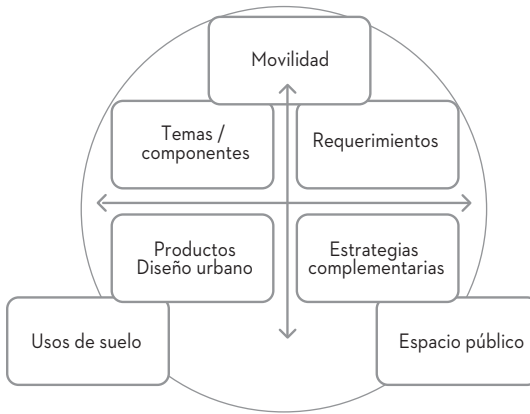 Movilidad
Temas /
componentes
Requerimientos
Productos
Diseño urbano
Estrategias
complementarias
Usos de suelo
Espacio público